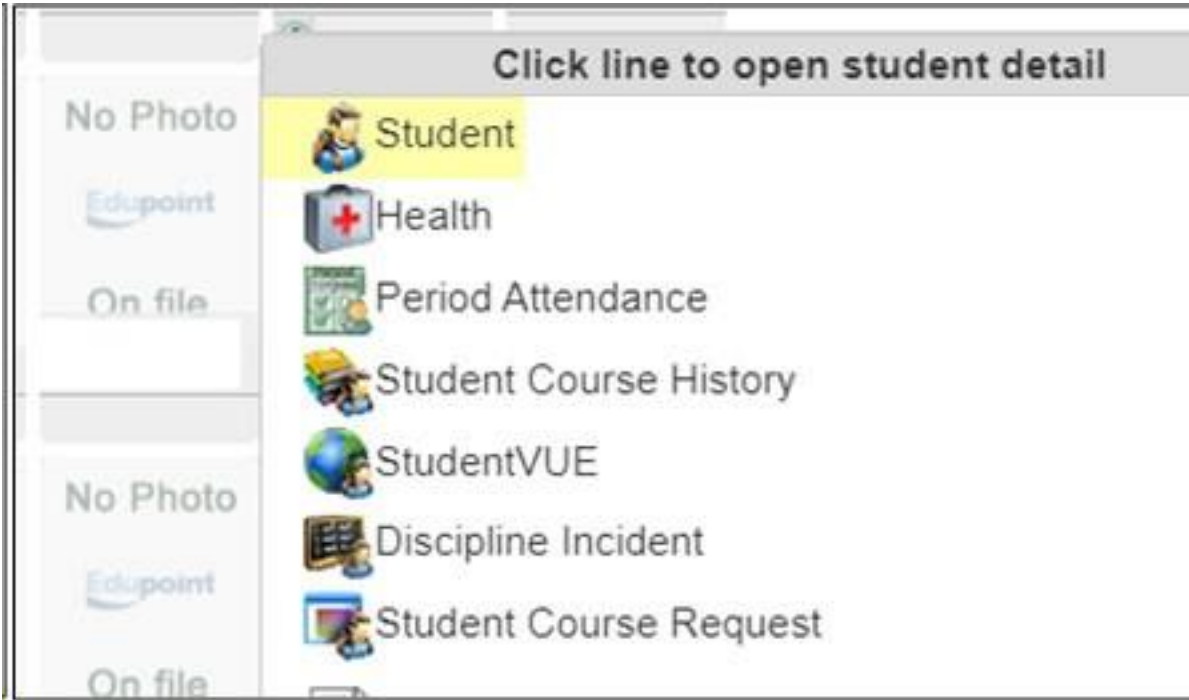 Click line to open student detail
No Photo
Edupoint
On file
Student
Health
Period Attendance
Student Course History
StudentVUE
Discipline Incident
Student Course Request
No Photo
Edupoint
On file